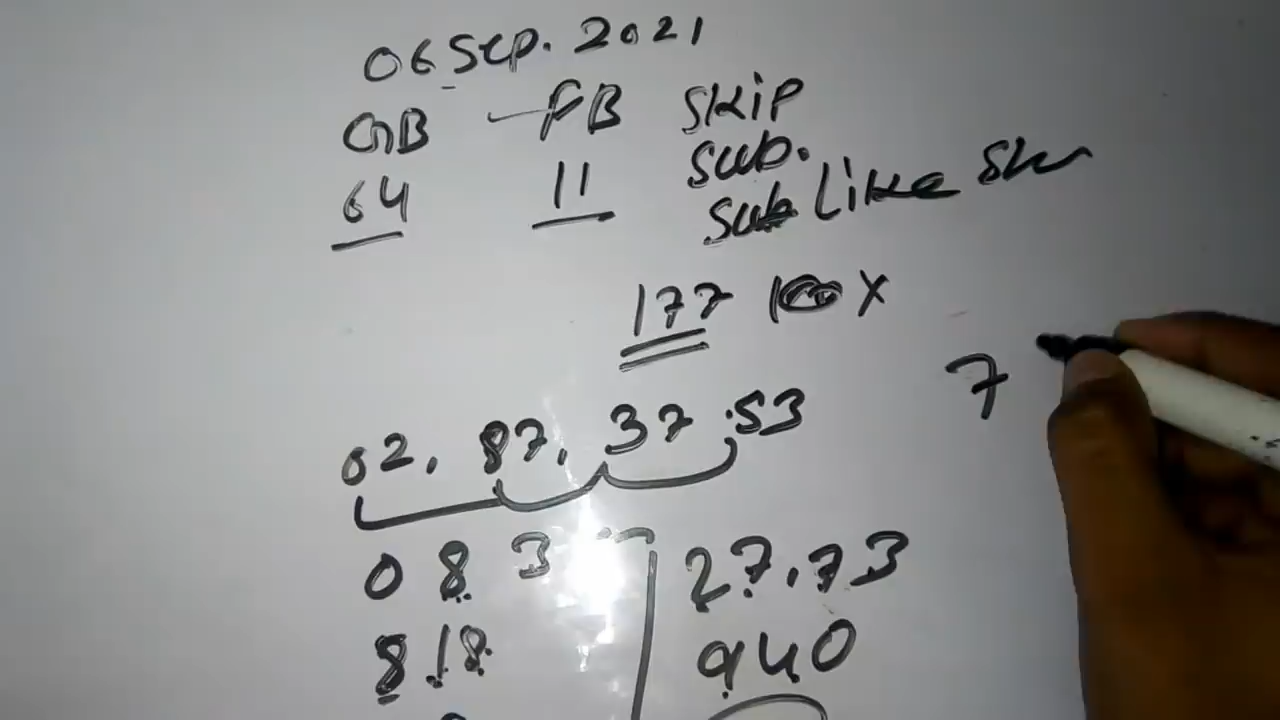 06 Sep. 2021
GB - FB Skip
64 11 Sub.
Sub Like
177 X
7
02. 87. 37.53
0 8 3 27.73
818 940